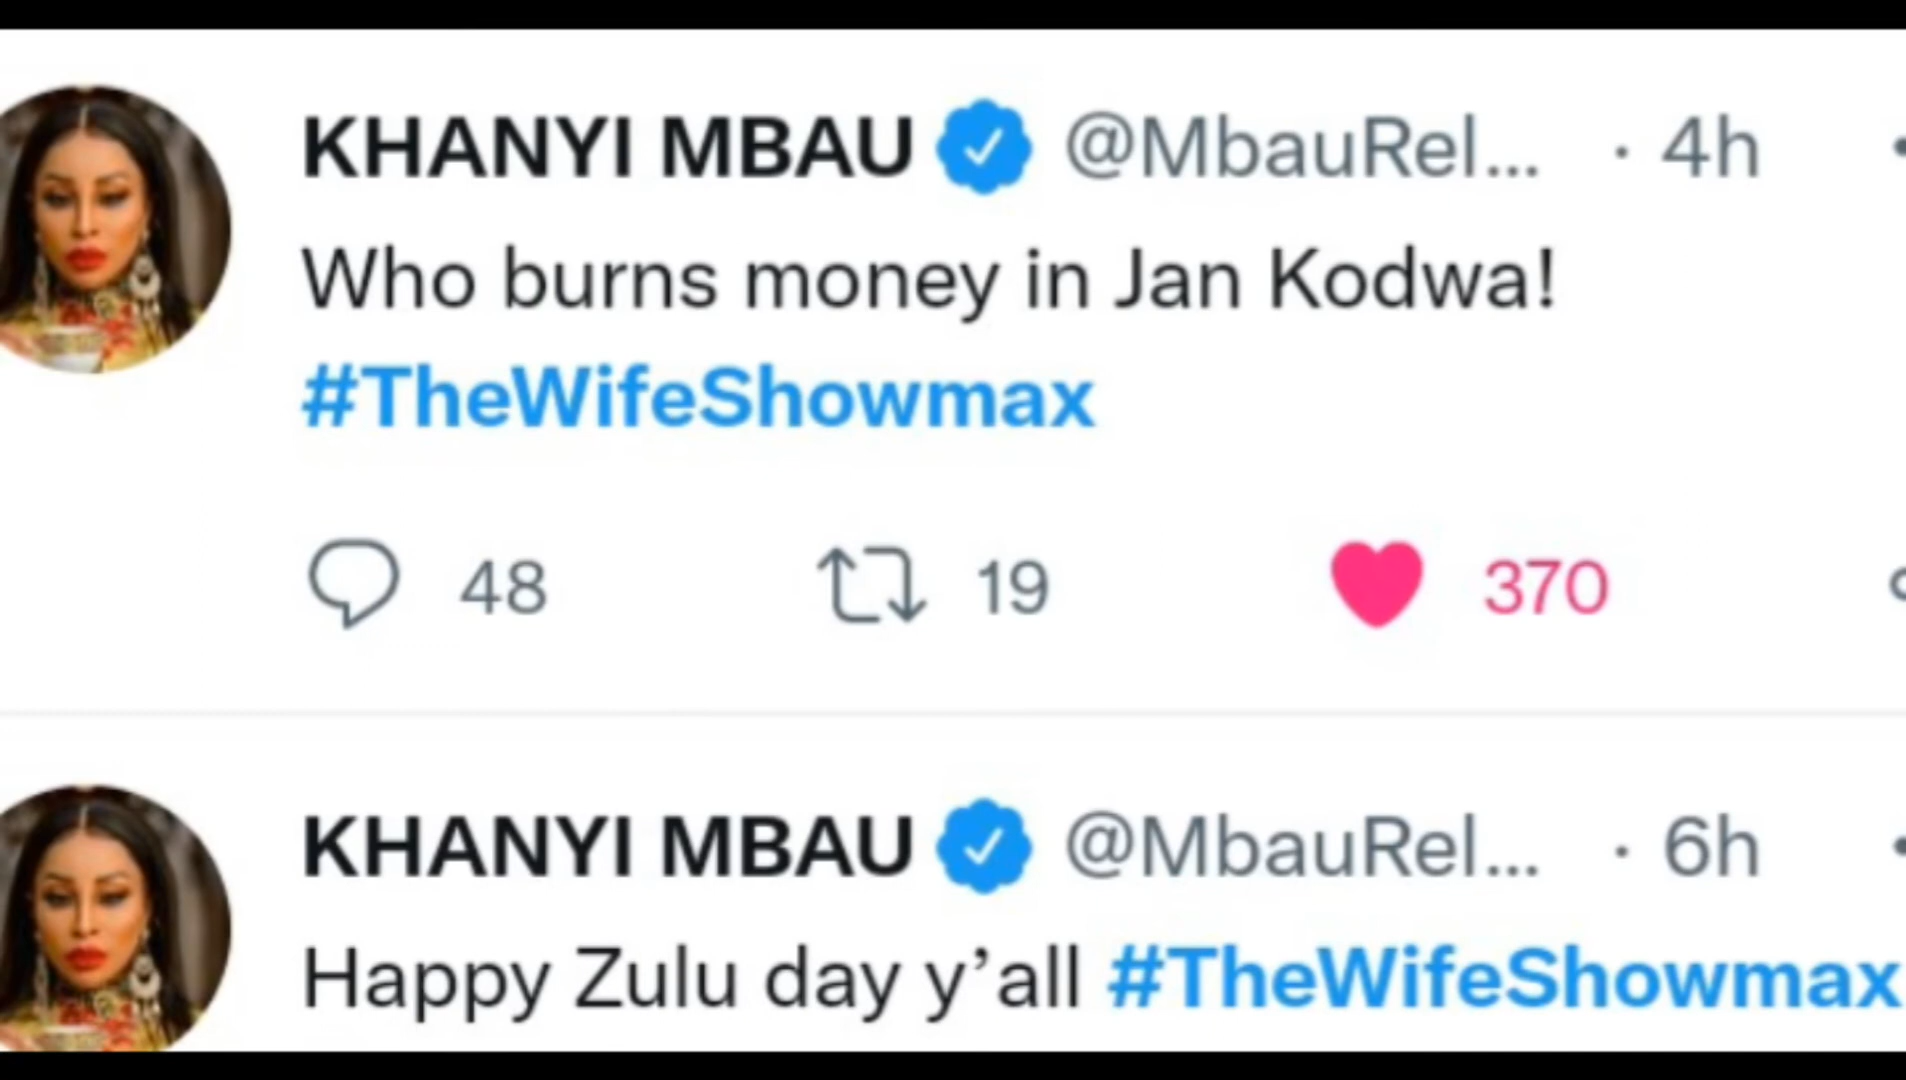 KHANYI MBAU @MbauRel... · 4h
Who burns money in Jan Kodwa!
#TheWifeShowmax
48 19 370
KHANYI MBAU @MbauRel... · 6h
Happy Zulu day y’all #TheWifeShowmax